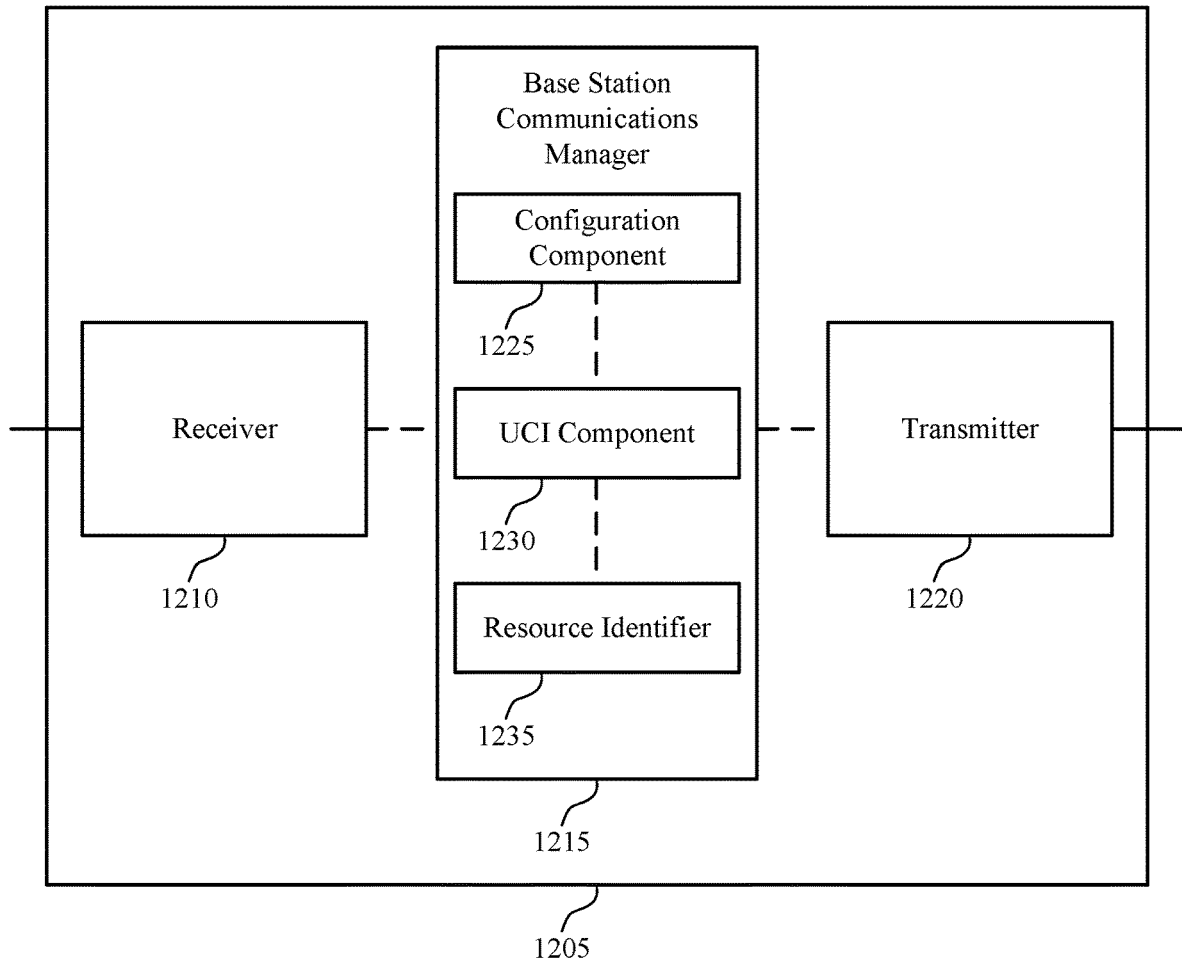 Base Station
Communications
Manager
Configuration
Component
1225
Receiver
UCI Component
Transmitter
1230
1210
1220
Resource Identifier
1235
1215
1205